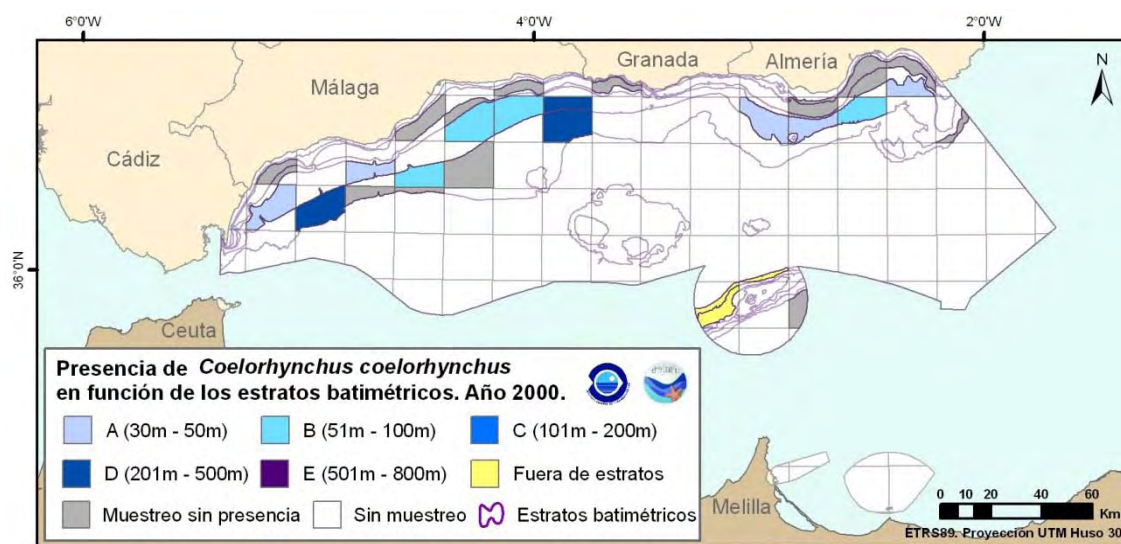 6°0'W 4°0'W 2°0'W
N
Granada Almería
Málaga
Cádiz
36°0'N
Ceuta
Presencia de Coelorhynchus coelorhynchus
en función de los estratos batimétricos. Año 2000.
A (30m - 50m) B (51m - 100m) C (101m - 200m)
D (201m - 500m) E (501m - 800m) Fuera de estratos
Muestreo sin presencia Sin muestreo Estratos batimétricos
Melilla
0 10 20 40 60
Km
ETRS89. Proyección UTM Huso 30